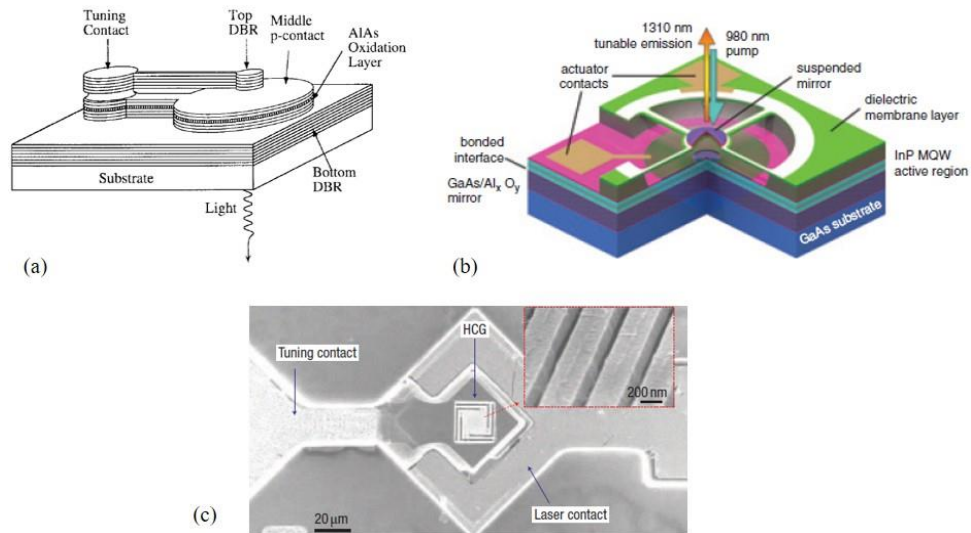 Tuning
Contact
Top
DBR
Middle
p-contact
AlAs
Oxidation
Layer
Substrate
Bottom
DBR
Light
(a)
1310 nm
tunable emission
980 nm
pump
actuator
contacts
suspended
mirror
dielectric
membrane layer
bonded
interface
GaAs/Alx Oy
mirror
InP MQW
active region
GaAs substrate
(b)
HCG
Tuning contact
200 nm
Laser contact
20 μm
(c)